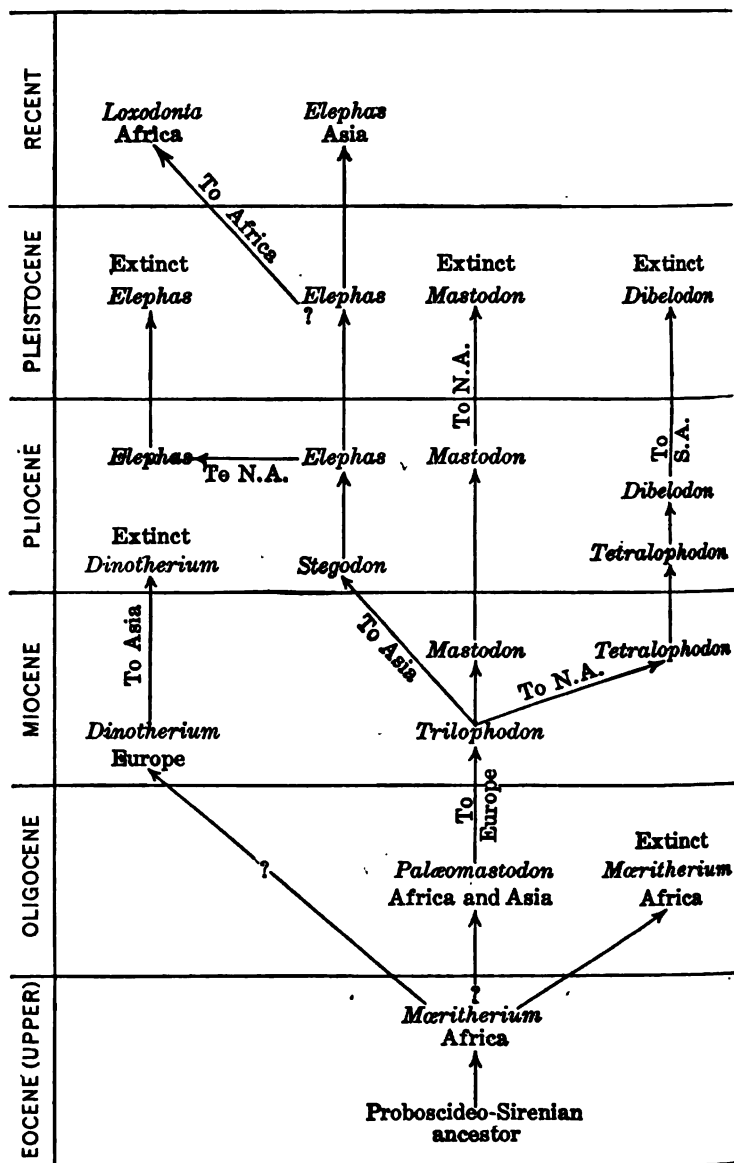 RECENT
Loxodonta
Africa
Elephas
Asia
To Africa
PLEISTOCENE
Extinct
Elephas
Elephas
?
Extinct
Mastodon
Extinct
Dibelodon
To N.A.
PLIOCENE
Elephas
To N.A.
Elephas
Mastodon
To
S.A.
Dibelodon
Extinct
Dinotherium
Stegodon
Tetralophodon
MIOCENE
To Asia
To Asia
Mastodon
Tetralophodon
To N.A.
Dinotherium
Europe
Trilophodon
OLIGOCENE
To
Europe
?
Palæomastodon
Africa and Asia
Extinct
Mœritherium
Africa
EOCENE (UPPER)
?
Mœritherium
Africa
Proboscideo-Sirenian
ancestor